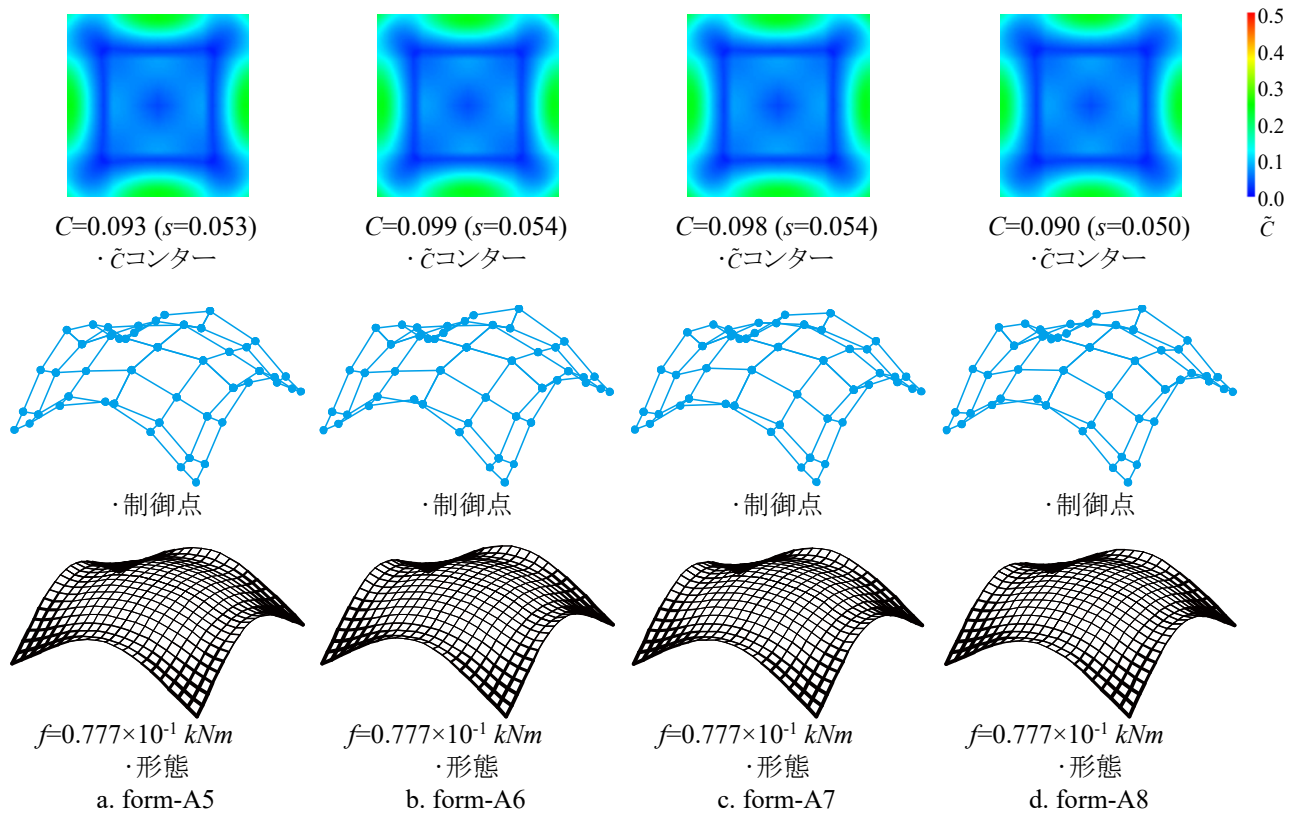 0.5
0.4
0.3
0.2
0.1
0.0
C̃
C=0.093 (s=0.053)
・C̃コンター
C=0.099 (s=0.054)
・C̃コンター
C=0.098 (s=0.054)
・C̃コンター
C=0.090 (s=0.050)
・C̃コンター
・制御点
・制御点
・制御点
・制御点
f=0.777×10⁻¹ kNm
・形態
a. form-A5
f=0.777×10⁻¹ kNm
・形態
b. form-A6
f=0.777×10⁻¹ kNm
・形態
c. form-A7
f=0.777×10⁻¹ kNm
・形態
d. form-A8